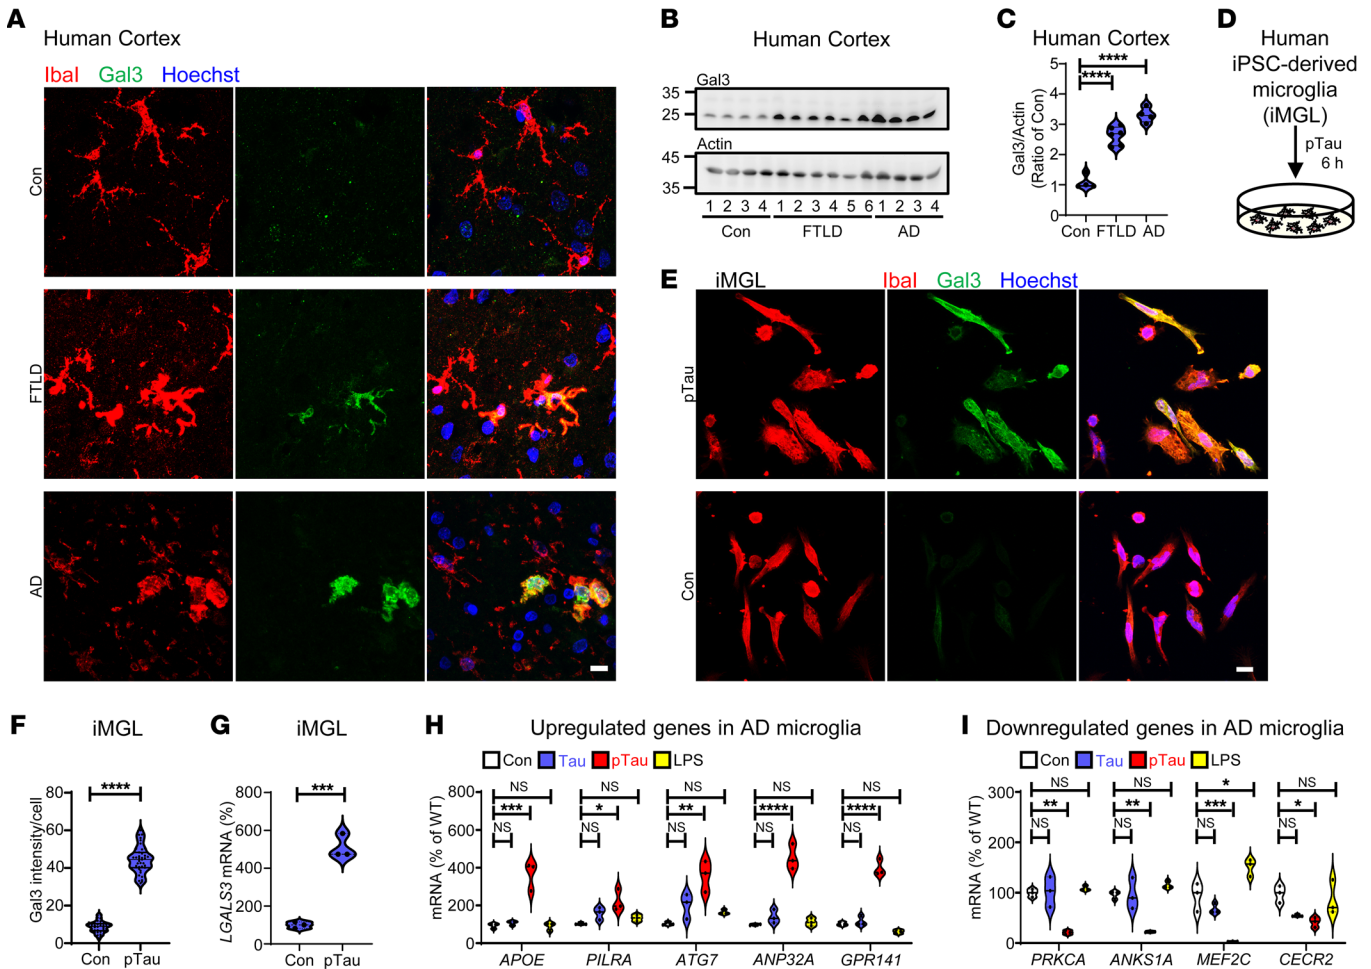 A
Human Cortex
IbaI Gal3 Hoechst
Con
FTLD
AD
B
Human Cortex
Gal3
35
25
Actin
45
35
1 2 3 4 1 2 3 4 5 6 1 2 3 4
Con FTLD AD
C
Human Cortex
Gal3/Actin
(Ratio of Con)
5
4
3
2
1
0
****
****
Con FTLD AD
D
Human
iPSC-derived
microglia
(iMGL)
pTau
6 h
E
iMGL IbaI Gal3 Hoechst
pTau
Con
F
iMGL
Gal3 intensity/cell
80
60
40
20
0
****
Con pTau
G
iMGL
LGALS3 mRNA (%)
800
600
400
200
0
***
Con pTau
H
Upregulated genes in AD microglia
Con Tau pTau LPS
mRNA (% of WT)
800
600
400
200
0
NS NS NS NS NS
*** * ** **** ****
NS NS NS NS NS
APOE PILRA ATG7 ANP32A GPR141
I
Downregulated genes in AD microglia
Con Tau pTau LPS
mRNA (% of WT)
300
200
100
0
NS NS * NS
** ** *** *
NS NS NS NS
PRKCA ANKS1A MEF2C CECR2